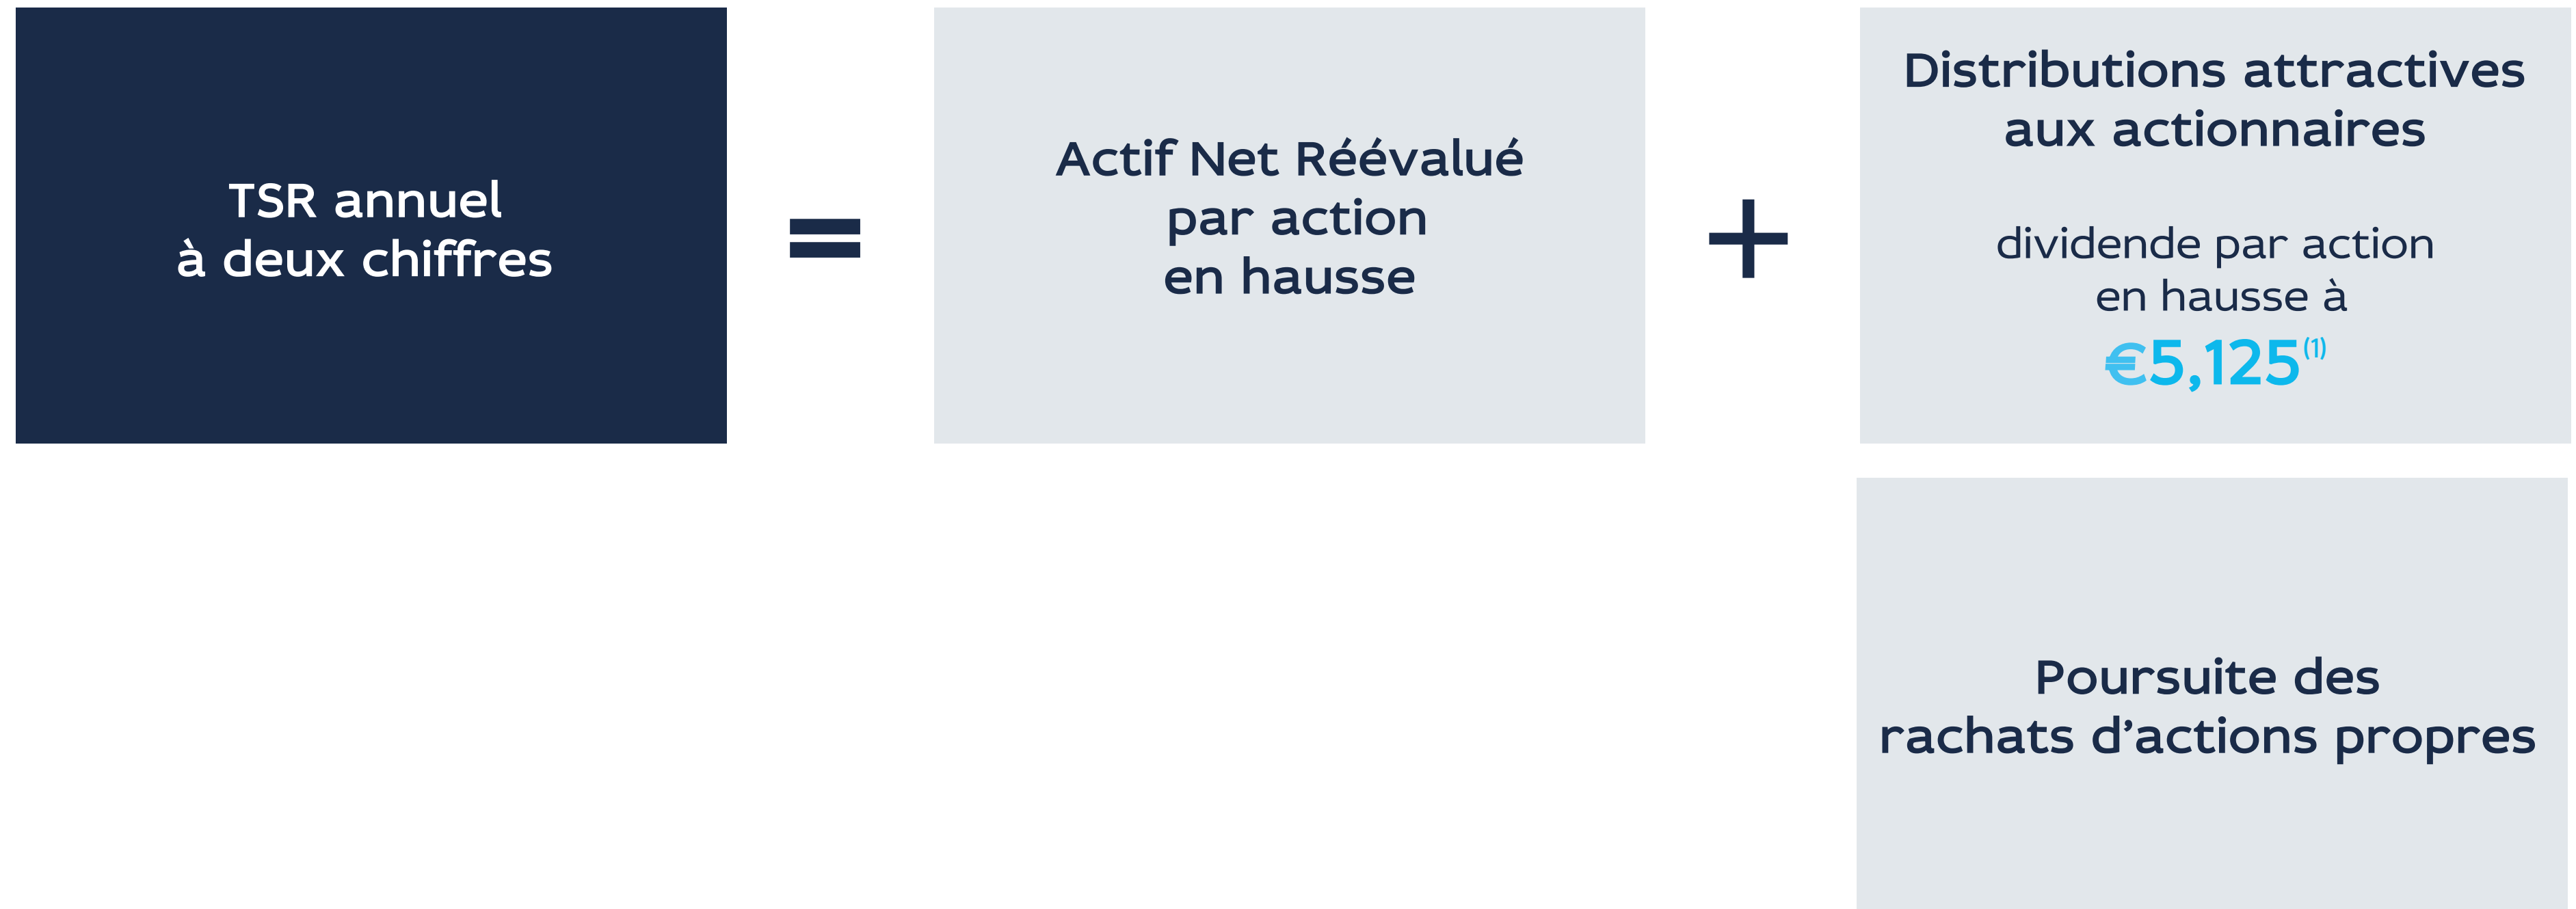 TSR annuel
à deux chiffres
=
Actif Net Réévalué
par action
en hausse
+
Distributions attractives
aux actionnaires
dividende par action
en hausse à
€5,125(1)
Poursuite des
rachats d’actions propres